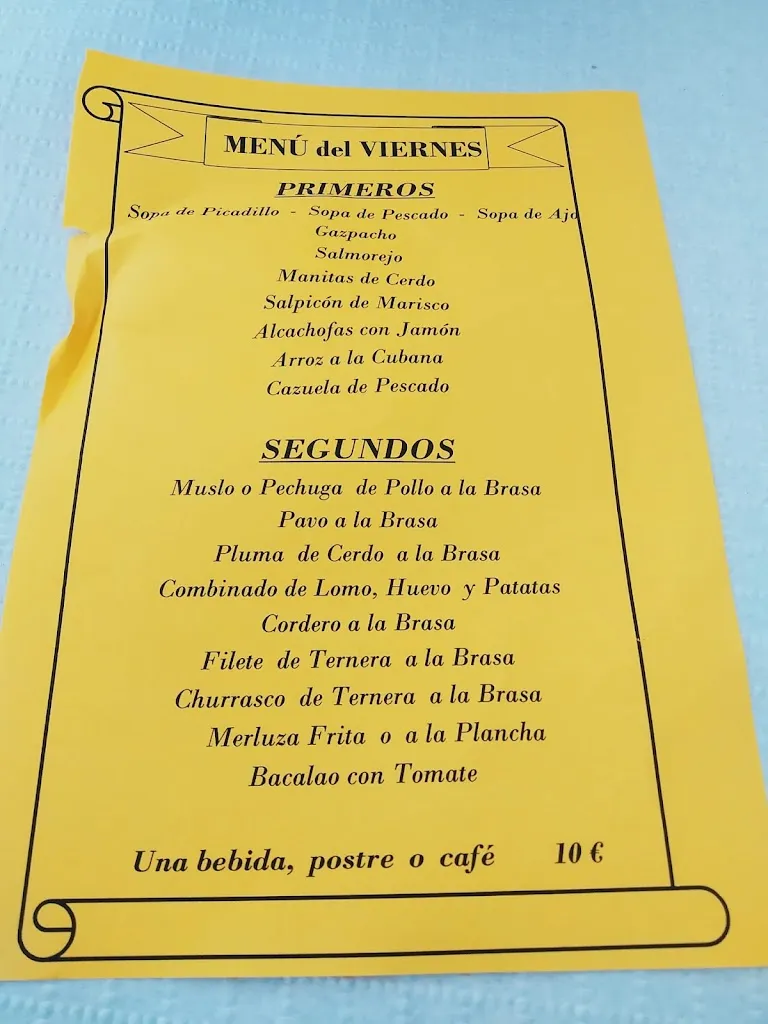 MENÚ del VIERNES
PRIMEROS
Sopa de Picadillo - Sopa de Pescado - Sopa de Ajo
Gazpacho
Salmorejo
Manitas de Cerdo
Salpicón de Marisco
Alcachofas con Jamón
Arroz a la Cubana
Cazuela de Pescado
SEGUNDOS
Muslo o Pechuga de Pollo a la Brasa
Pavo a la Brasa
Pluma de Cerdo a la Brasa
Combinado de Lomo, Huevo y Patatas
Cordero a la Brasa
Filete de Ternera a la Brasa
Churrasco de Ternera a la Brasa
Merluza Frita o a la Plancha
Bacalao con Tomate
Una bebida, postre o café 10 €